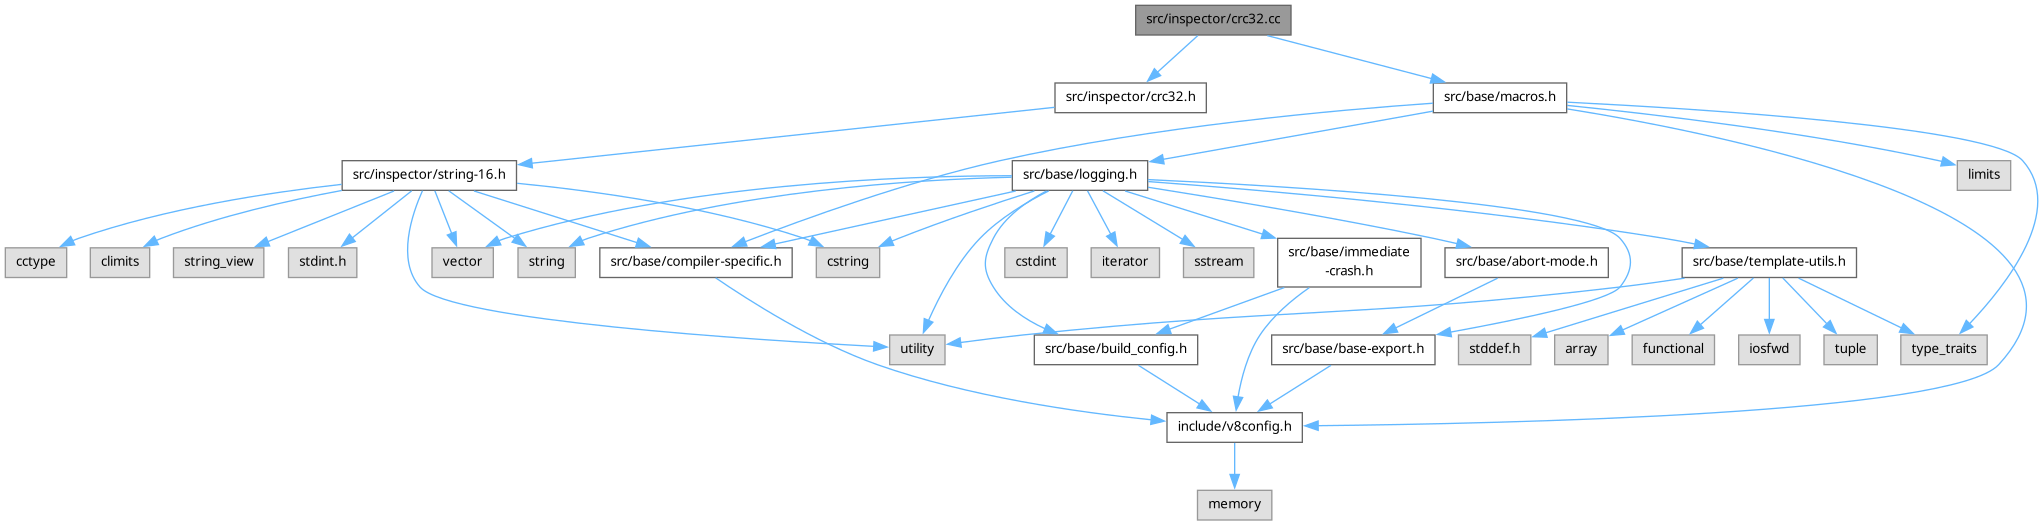 src/inspector/crc32.cc
src/inspector/crc32.h
src/base/macros.h
src/inspector/string-16.h
src/base/logging.h
limits
cctype
climits
string_view
stdint.h
vector
string
src/base/compiler-specific.h
cstring
cstdint
iterator
sstream
src/base/immediate
-crash.h
src/base/abort-mode.h
src/base/template-utils.h
utility
src/base/build_config.h
src/base/base-export.h
stddef.h
array
functional
iosfwd
tuple
type_traits
include/v8config.h
memory